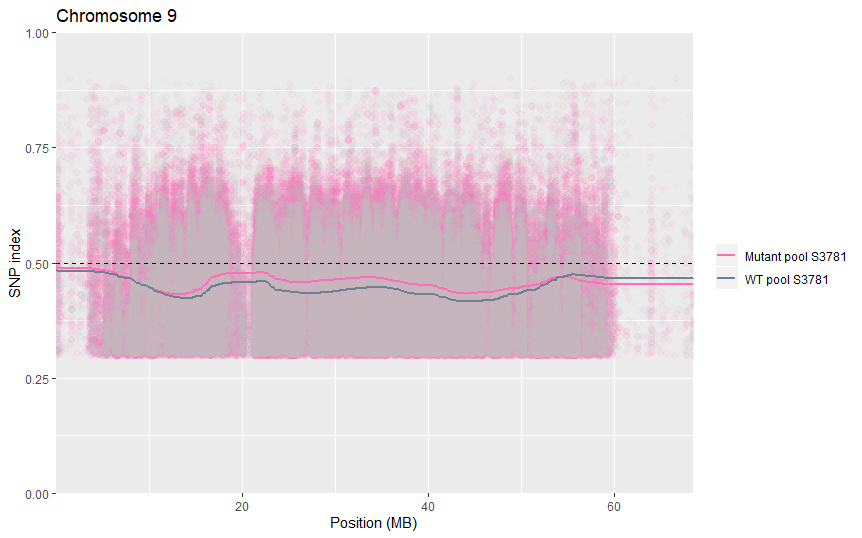 Chromosome 9
1.00
0.75
0.50
0.25
0.00
SNP index
20 40 60
Position (MB)
Mutant pool S3781
WT pool S3781